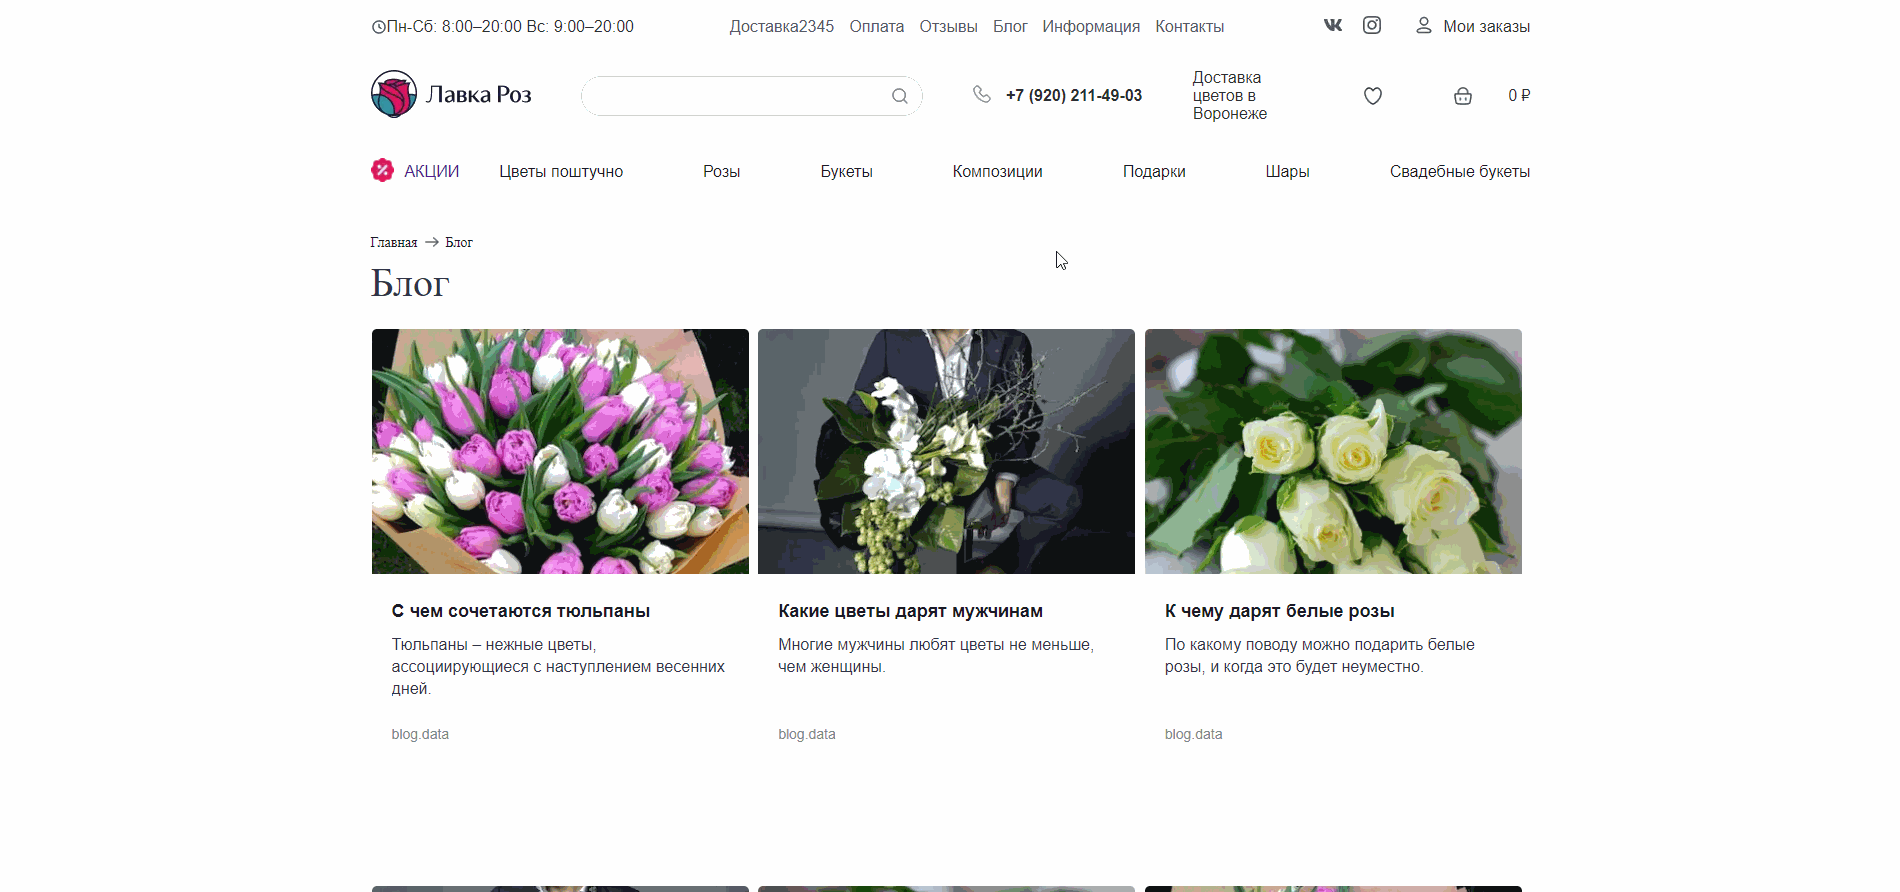 Пн-Сб: 8:00–20:00 Вс: 9:00–20:00
Доставка2345 Оплата Отзывы Блог Информация Контакты
Мои заказы
Лавка Роз
+7 (920) 211-49-03
Доставка
цветов в
Воронеже
0 ₽
АКЦИИ Цветы поштучно Розы Букеты Композиции Подарки Шары Свадебные букеты
Главная → Блог
Блог
С чем сочетаются тюльпаны
Тюльпаны – нежные цветы,
ассоциирующиеся с наступлением весенних
дней.
blog.data
Какие цветы дарят мужчинам
Многие мужчины любят цветы не меньше,
чем женщины.
blog.data
К чему дарят белые розы
По какому поводу можно подарить белые
розы, и когда это будет неуместно.
blog.data